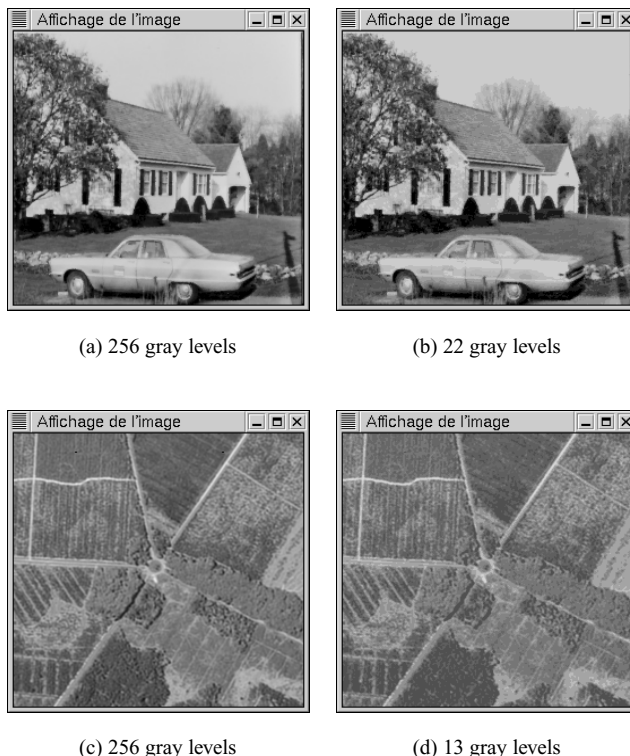 Affichage de l'image
Affichage de l'image
(a) 256 gray levels
(b) 22 gray levels
Affichage de l'image
Affichage de l'image
(c) 256 gray levels
(d) 13 gray levels